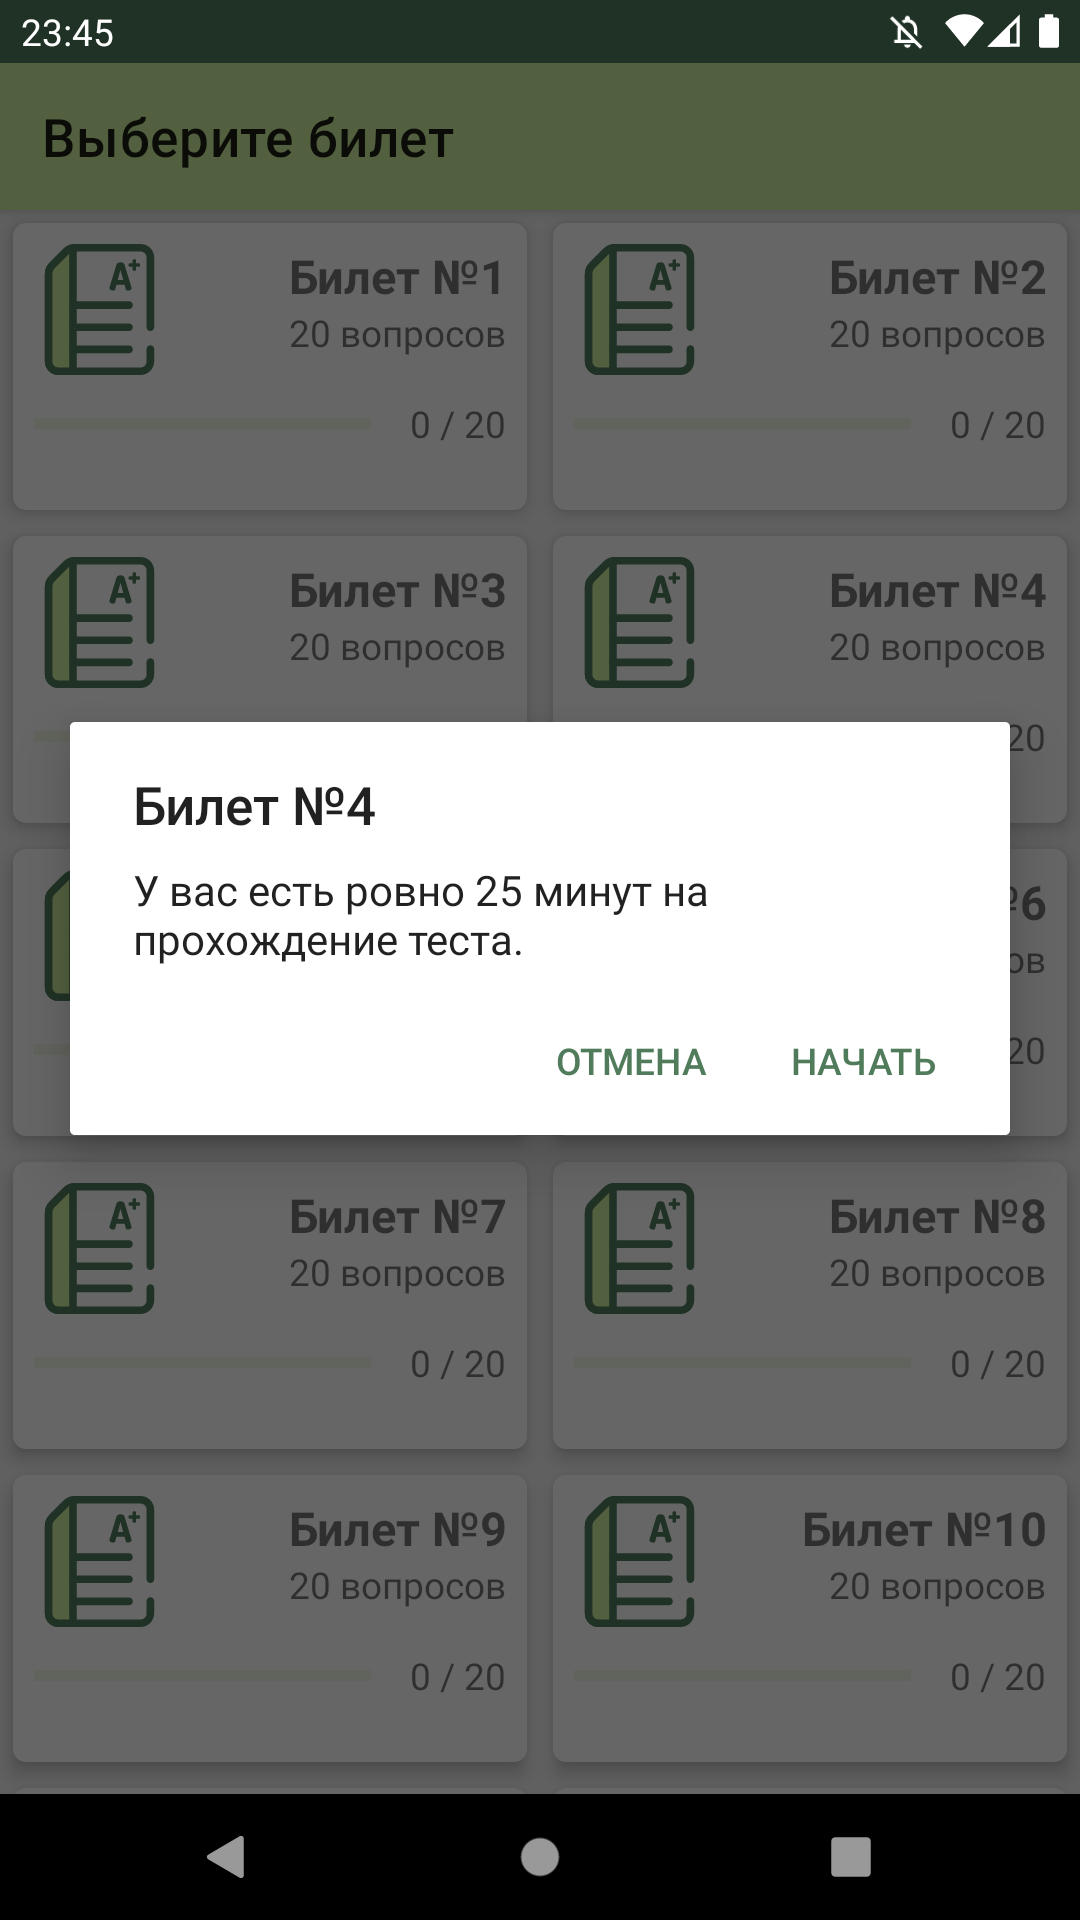 23:45
Выберите билет
A+
Билет №1
20 вопросов
0 / 20
A+
Билет №2
20 вопросов
0 / 20
A+
Билет №3
20 вопросов
A+
Билет №4
20 вопросов
20
Билет №4
У вас есть ровно 25 минут на
прохождение теста.
ОТМЕНА НАЧАТЬ
№6
ов
20
A+
Билет №7
20 вопросов
0 / 20
A+
Билет №8
20 вопросов
0 / 20
A+
Билет №9
20 вопросов
0 / 20
A+
Билет №10
20 вопросов
0 / 20